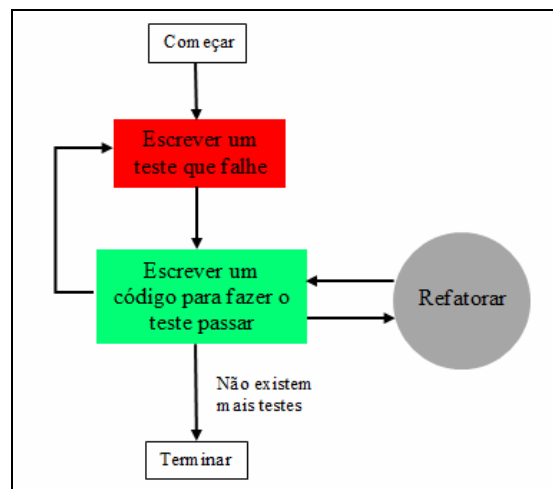 Começar
Escrever um
teste que falhe
Escrever um
código para fazer o
teste passar
Refatorar
Não existem
mais testes
Terminar